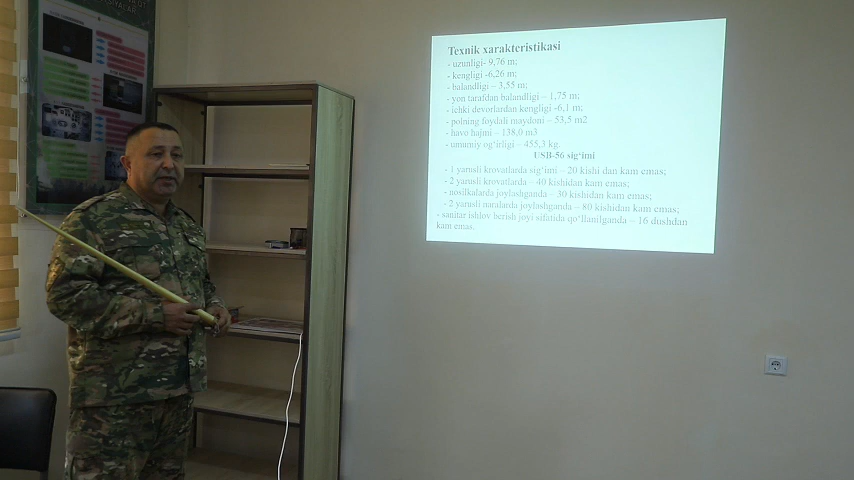 Texnik xarakteristikasi
- uzunligi- 9,76 m;
- kengligi -6,26 m;
- balandligi – 3,55 m;
- yon tarafdan balandligi – 1,75 m;
- ichki devorlardan kengligi -6,1 m;
- polning foydali maydoni – 53,5 m2
- havo hajmi – 138,0 m3
- umumiy og‘irligi – 455,3 kg.
USB-56 sig‘imi
- 1 yarusli krovatlarda sig‘imi – 20 kishi dan kam emas;
- 2 yarusli krovatlarda – 40 kishidan kam emas;
- nosilkalarda joylashganda – 30 kishidan kam emas;
- 2 yarusli naralarda joylashganda – 80 kishidan kam emas;
- sanitar ishlov berish joyi sifatida qo‘llanilganda – 16 dushdan
kam emas.